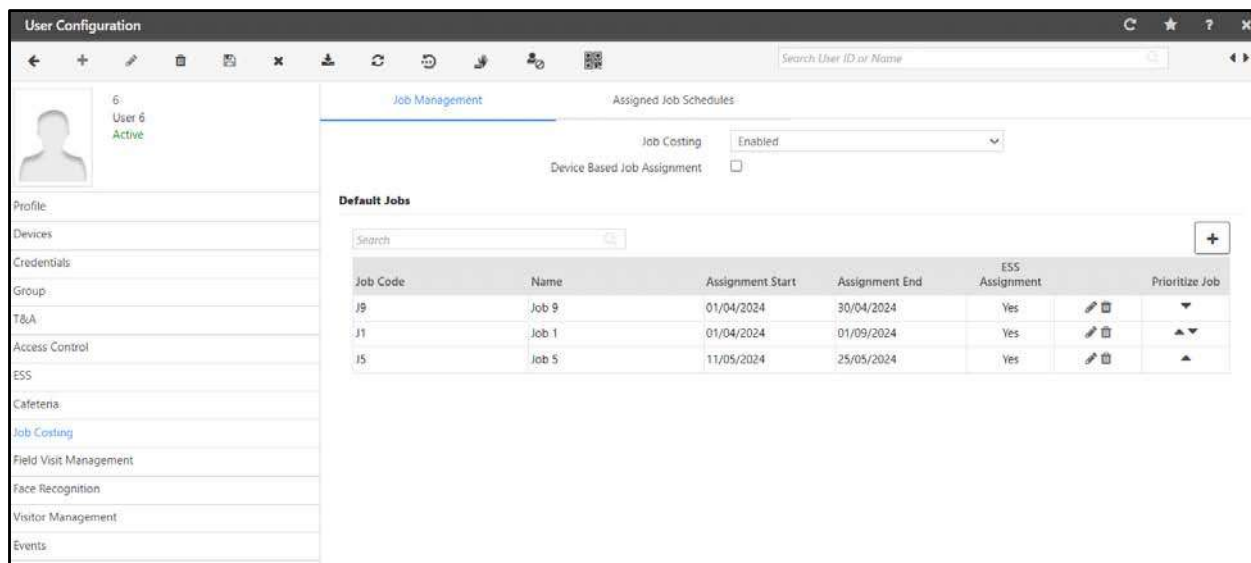 User Configuration
?
Search User ID or Name
6
User 6
Active
Job Management Assigned Job Schedules
Job Costing Enabled
Device Based Job Assignment
Profile
Devices
Credentials
Group
T&A
Access Control
ESS
Cafeteria
Job Costing
Field Visit Management
Face Recognition
Visitor Management
Events
Default Jobs
Search
Job Code Name Assignment Start Assignment End ESS Assignment Prioritize Job
J9 Job 9 01/04/2024 30/04/2024 Yes
J1 Job 1 01/04/2024 01/09/2024 Yes
J5 Job 5 11/05/2024 25/05/2024 Yes